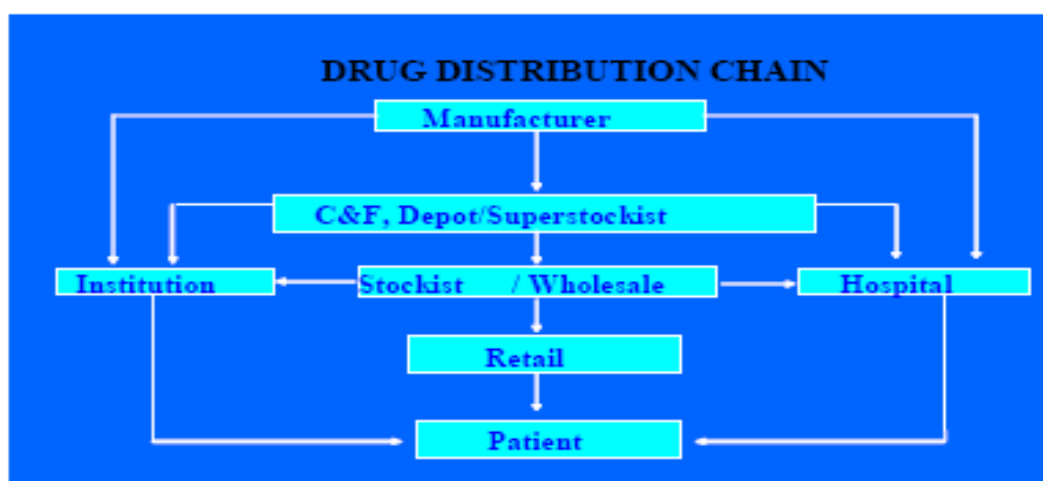 DRUG DISTRIBUTION CHAIN
Manufacturer
C&F, Depot/Superstockist
Institution
Stockist / Wholesale
Hospital
Retail
Patient